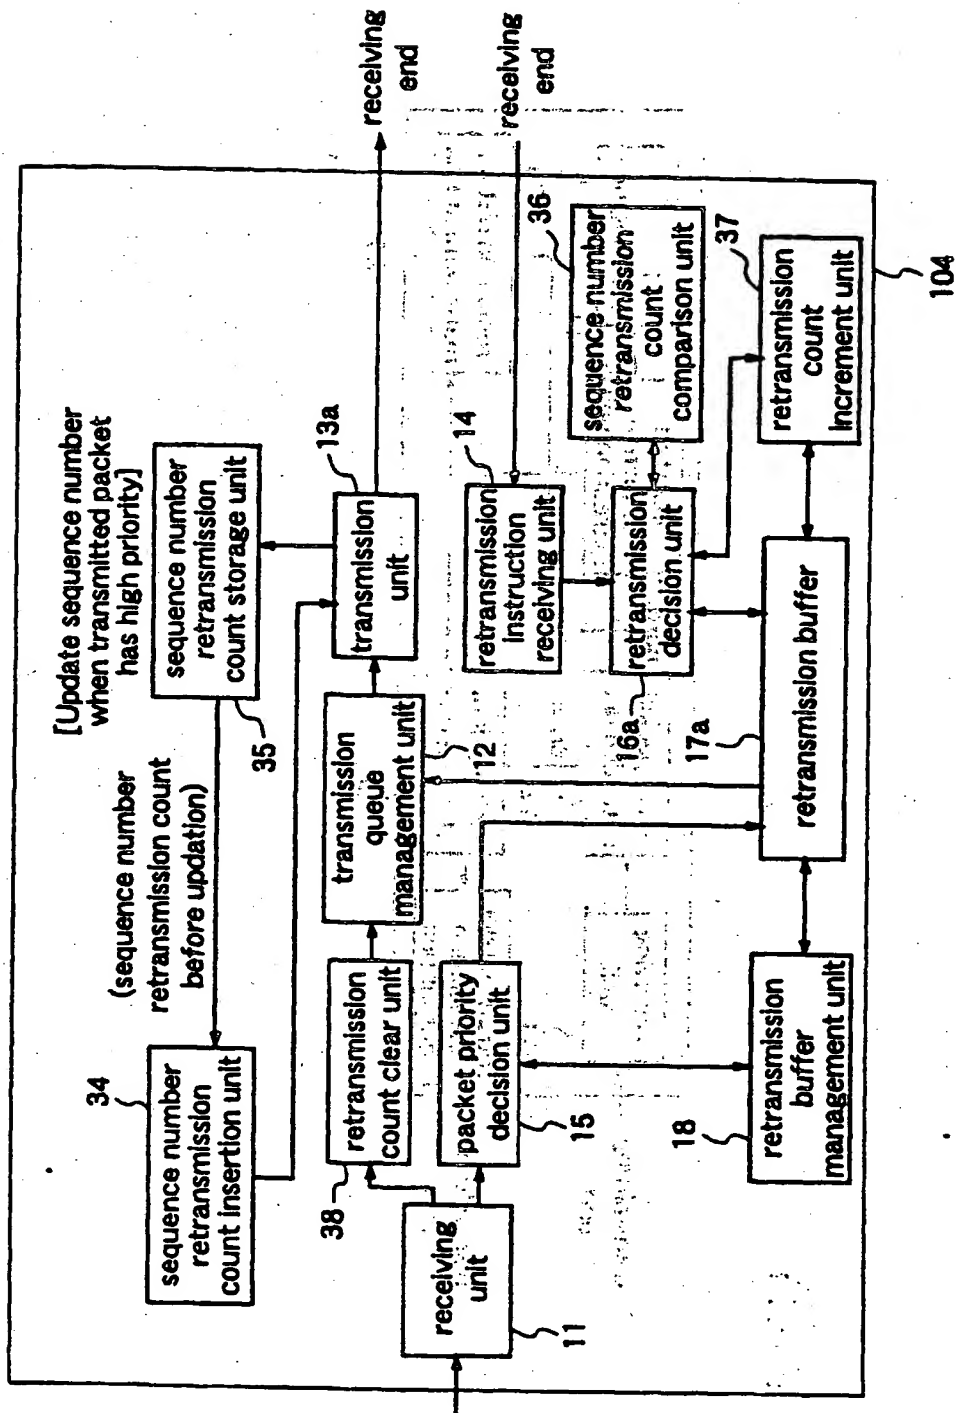 [Update sequence number
when transmitted packet
has high priority]
(sequence number
retransmission count
before updation)
34
sequence number
retransmission
count insertion unit
sequence number
retransmission
count storage unit
35
13a
transmission
unit
receiving
end
38
retransmission
count clear unit
transmission
queue
management unit
12
receiving
unit
11
packet priority
decision unit
15
14
retransmission
instruction
receiving unit
receiving
end
retransmission
decision unit
16a
36
sequence number
retransmission
count
comparison unit
18
retransmission
buffer
management unit
17a
retransmission buffer
37
retransmission
count
increment unit
104